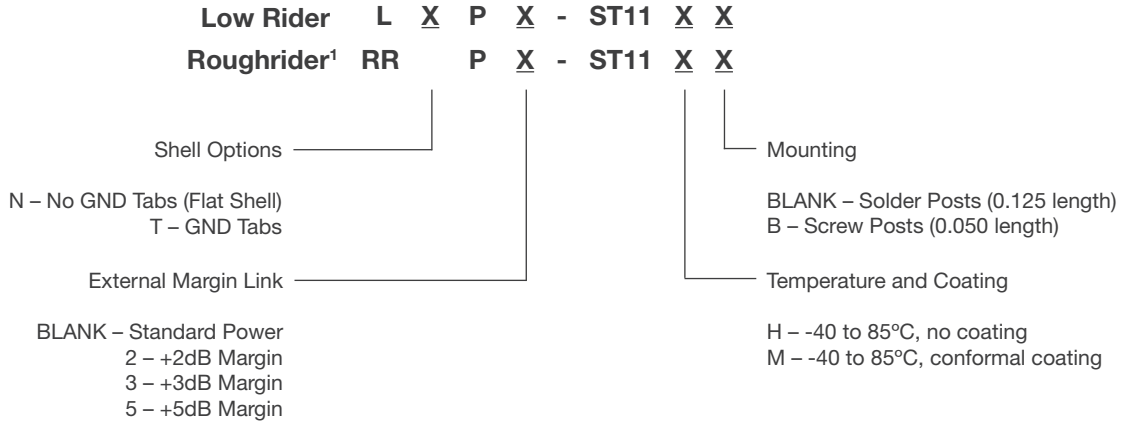 Low Rider L X P X - ST11 X X
Roughrider¹ RR P X - ST11 X X
Shell Options
N – No GND Tabs (Flat Shell)
T – GND Tabs
External Margin Link
BLANK – Standard Power
2 – +2dB Margin
3 – +3dB Margin
5 – +5dB Margin
Mounting
BLANK – Solder Posts (0.125 length)
B – Screw Posts (0.050 length)
Temperature and Coating
H – -40 to 85ºC, no coating
M – -40 to 85ºC, conformal coating